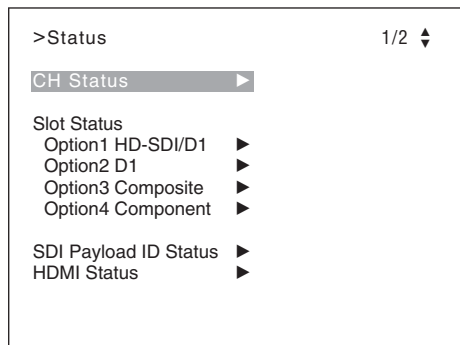 >Status 1/2
CH Status
Slot Status
Option1 HD-SDI/D1
Option2 D1
Option3 Composite
Option4 Component
SDI Payload ID Status
HDMI Status